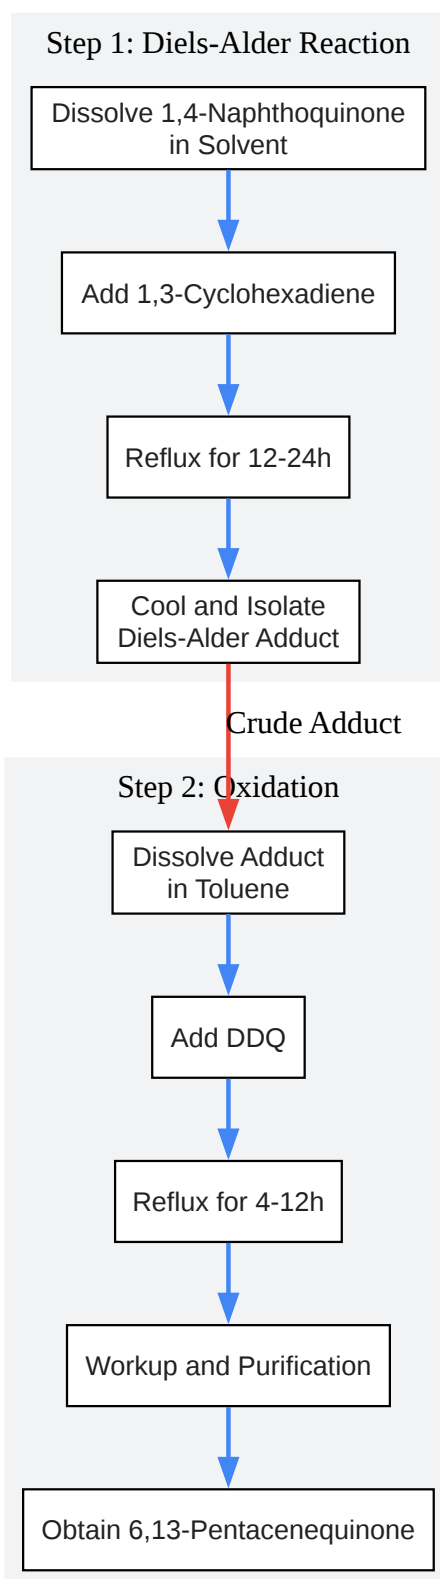 Step 1: Diels-Alder Reaction
Dissolve 1,4-Naphthoquinone
in Solvent
Add 1,3-Cyclohexadiene
Reflux for 12-24h
Cool and Isolate
Diels-Alder Adduct
Crude Adduct
Step 2: Oxidation
Dissolve Adduct
in Toluene
Add DDQ
Reflux for 4-12h
Workup and Purification
Obtain 6,13-Pentacenequinone